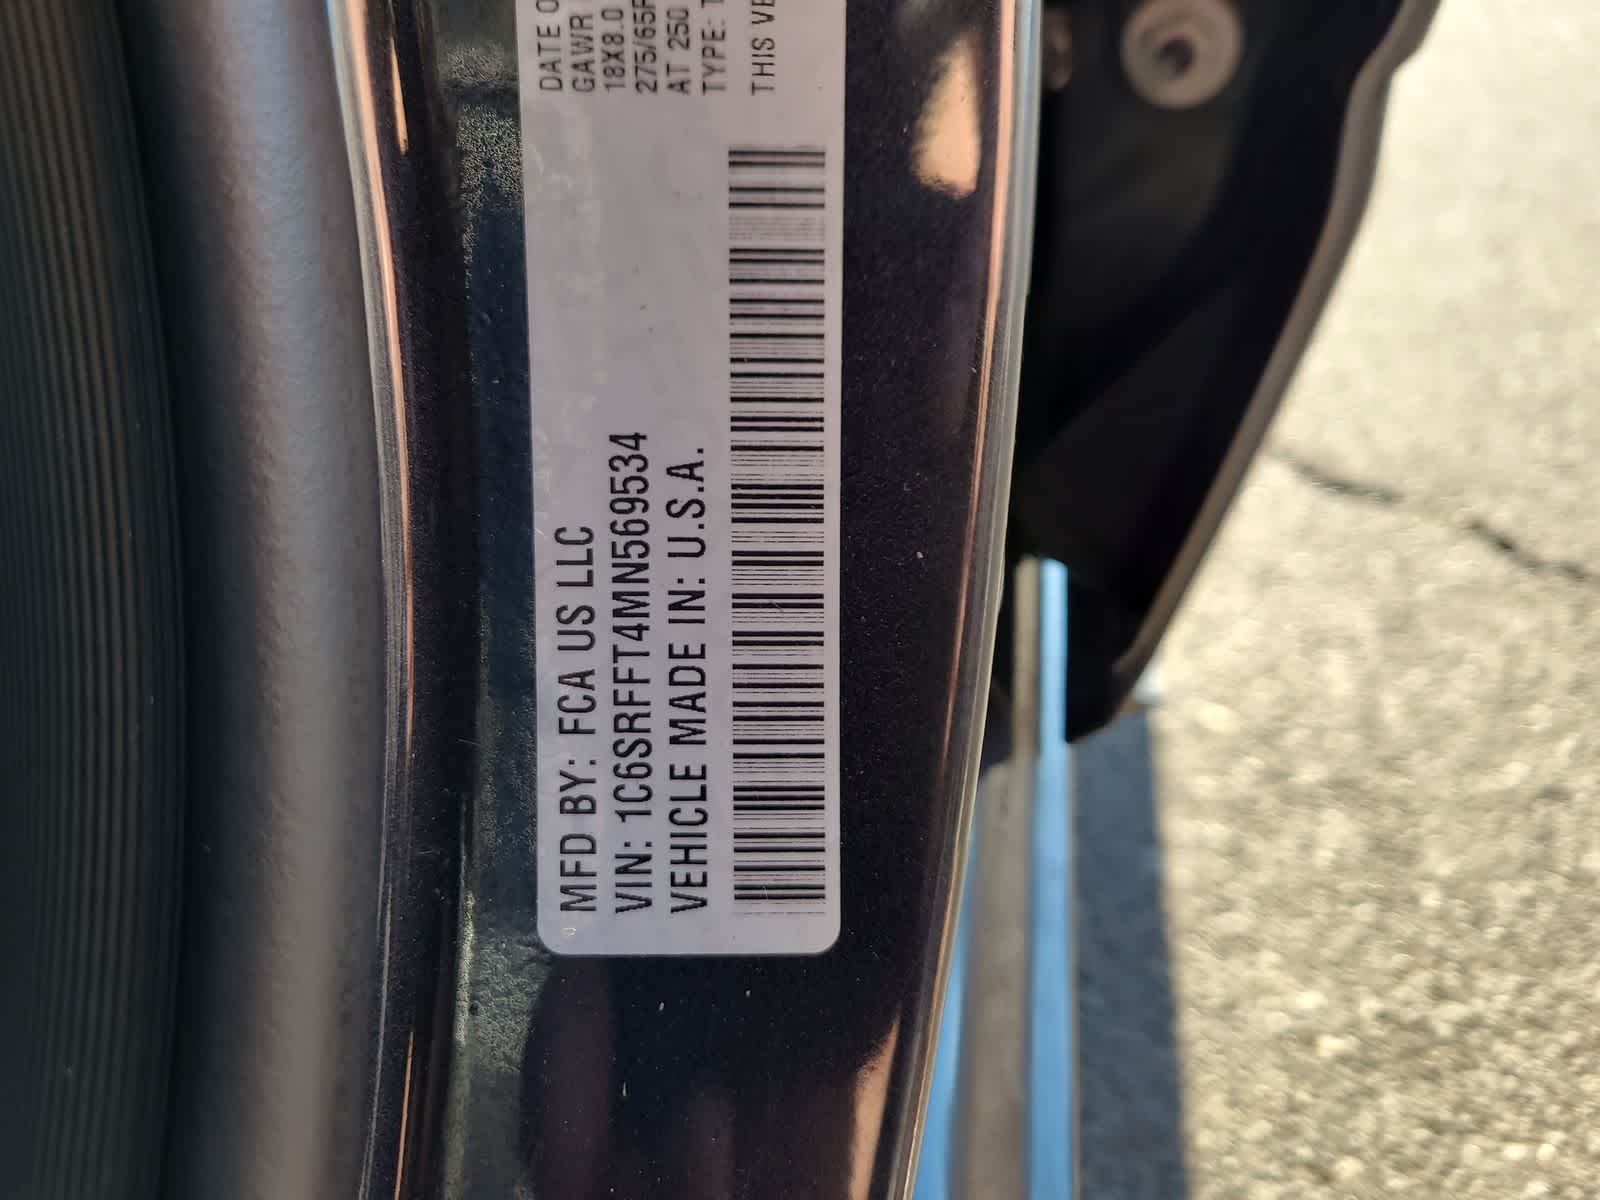 MFD BY: FCA US LLC
VIN: 1C6SRFFT4MN569534
VEHICLE MADE IN: U.S.A.
DATE O
GAWR
18X8.0
275/65R
AT 250
TYPE: T
THIS VE